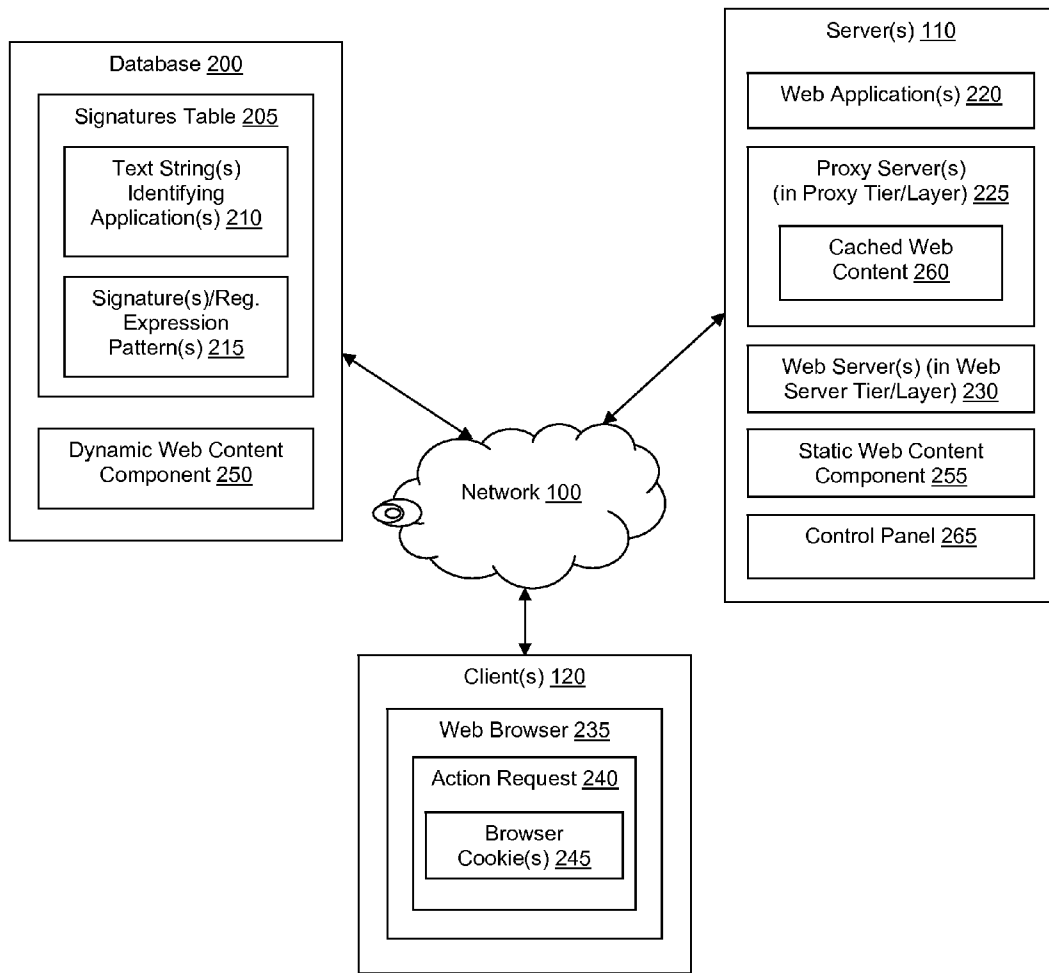 Database 200
Signatures Table 205
Text String(s)
Identifying
Application(s) 210
Signature(s)/Reg.
Expression
Pattern(s) 215
Dynamic Web Content
Component 250
Server(s) 110
Web Application(s) 220
Proxy Server(s)
(in Proxy Tier/Layer) 225
Cached Web
Content 260
Web Server(s) (in Web
Server Tier/Layer) 230
Static Web Content
Component 255
Control Panel 265
Network 100
Client(s) 120
Web Browser 235
Action Request 240
Browser
Cookie(s) 245